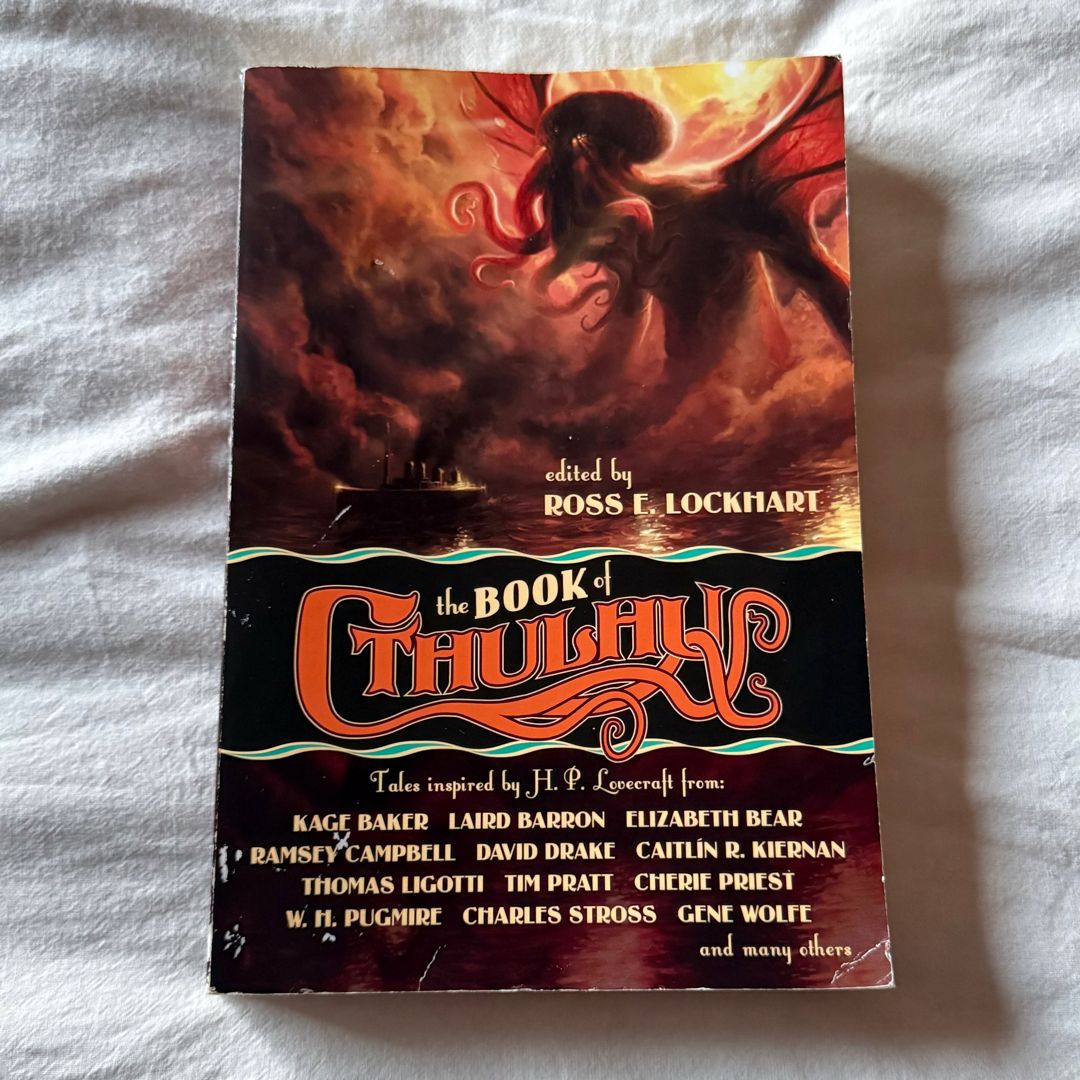 edited by
ROSS E. LOCKHART
the BOOK of
CTHULHU
Tales inspired by H. P. Lovecraft from:
KAGE BAKER LAIRD BARRON ELIZABETH BEAR
RAMSEY CAMPBELL DAVID DRAKE CAITLÍN R. KIERNAN
THOMAS LIGOTTI TIM PRATT CHERIE PRIEST
W. H. PUGMIRE CHARLES STROSS GENE WOLFE
and many others